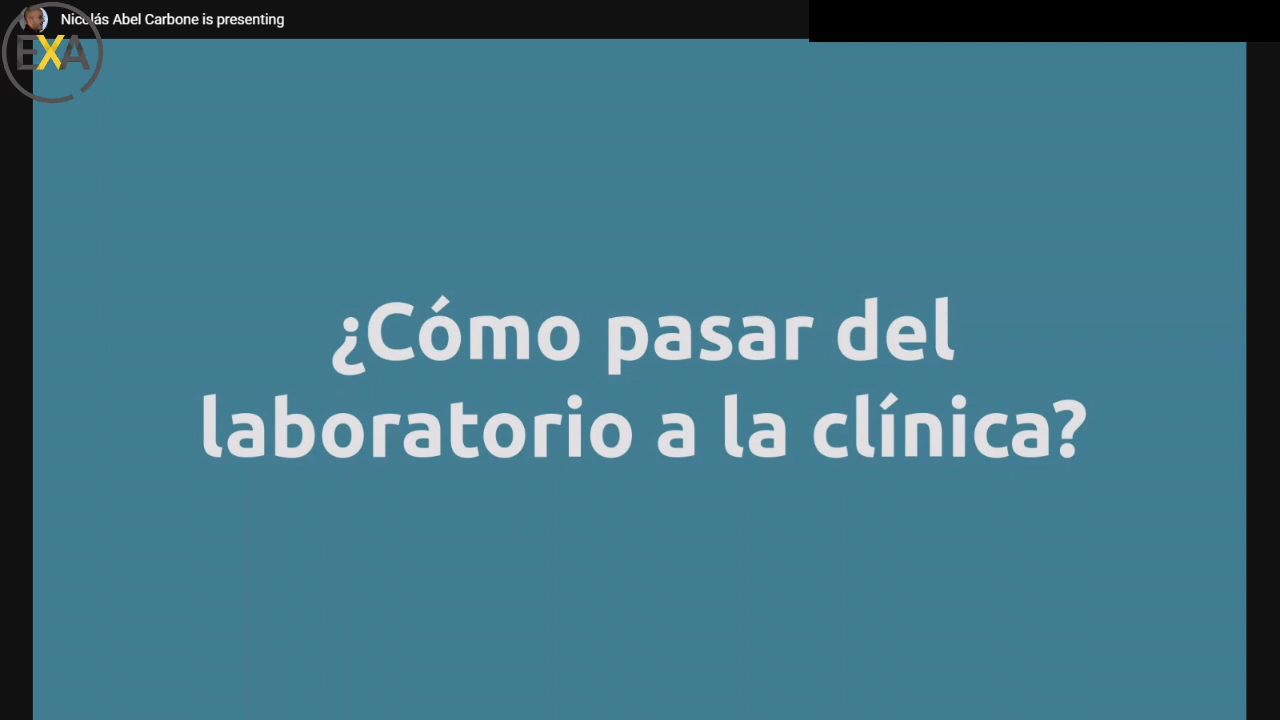 Nicolás Abel Carbone is presenting
EXA
¿Cómo pasar del
laboratorio a la clínica?